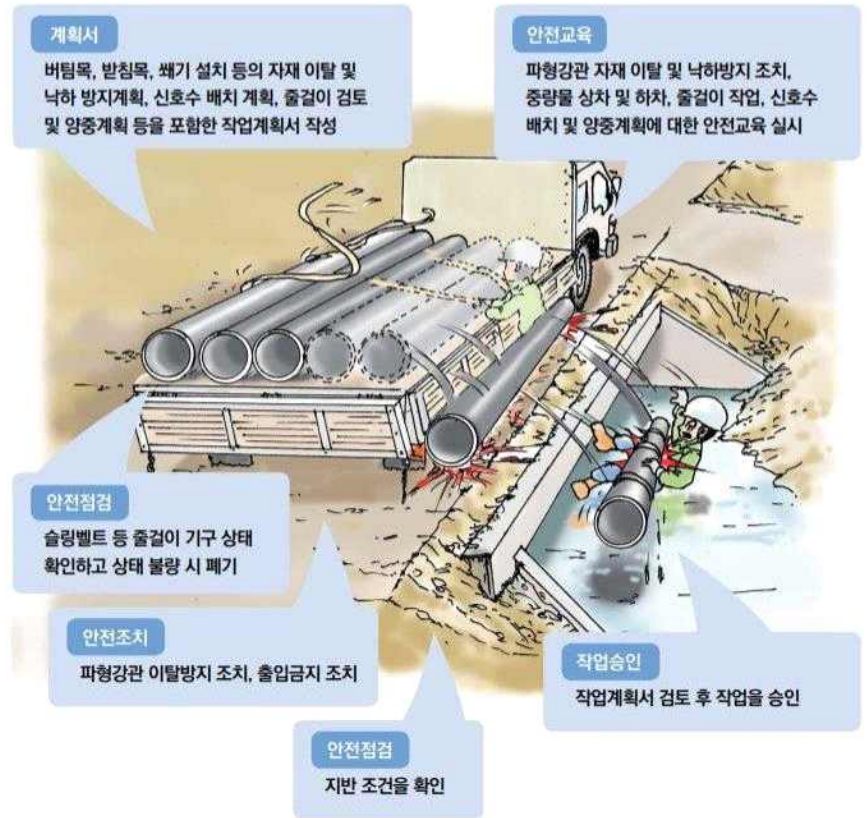 계획서
버팀목, 받침목, 쐐기 설치 등의 자재 이탈 및
낙하 방지계획, 신호수 배치 계획, 줄걸이 검토
및 양중계획 등을 포함한 작업계획서 작성
안전교육
파형강관 자재 이탈 및 낙하방지 조치,
중량물 상차 및 하차, 줄걸이 작업, 신호수
배치 및 양중계획에 대한 안전교육 실시
안전점검
슬링벨트 등 줄걸이 기구 상태
확인하고 상태 불량 시 폐기
안전조치
파형강관 이탈방지 조치, 출입금지 조치
작업승인
작업계획서 검토 후 작업을 승인
안전점검
지반 조건을 확인